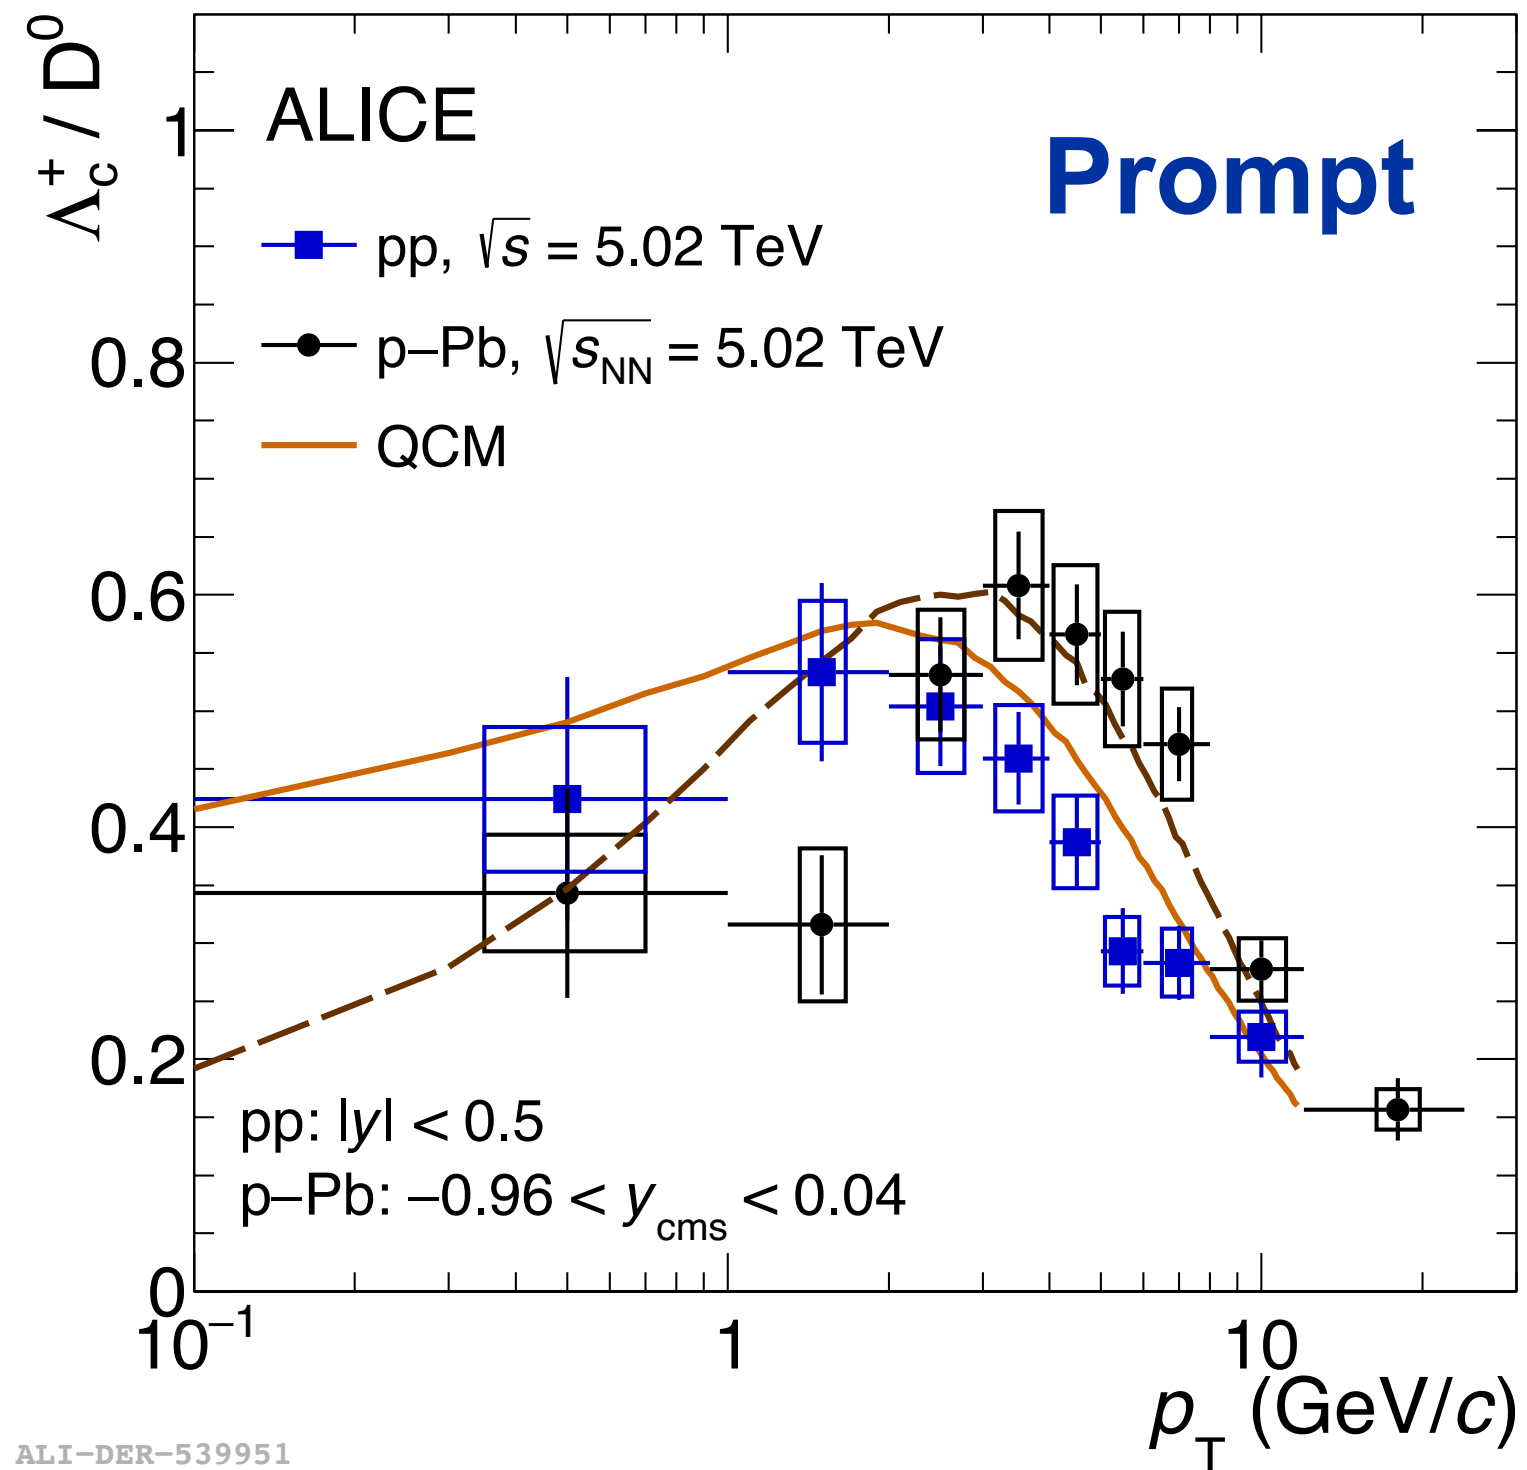 Λc+ / D0
ALICE
Prompt
pp, √s = 5.02 TeV
p–Pb, √sNN = 5.02 TeV
QCM
1
0.8
0.6
0.4
0.2
0
pp: |y| < 0.5
p–Pb: –0.96 < ycms < 0.04
10−1 1 10
pT (GeV/c)
ALI−DER−539951